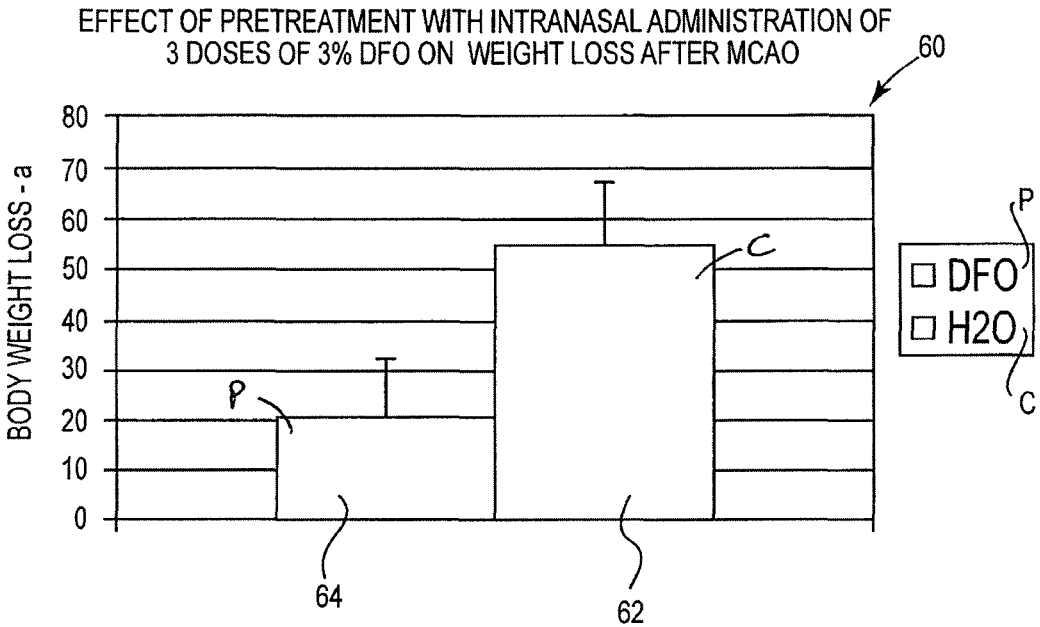 EFFECT OF PRETREATMENT WITH INTRANASAL ADMINISTRATION OF
3 DOSES OF 3% DFO ON WEIGHT LOSS AFTER MCAO
60
BODY WEIGHT LOSS - a
80
70
60
50
40
30
20
10
0
P
C
64
62
P
DFO
H2O
C